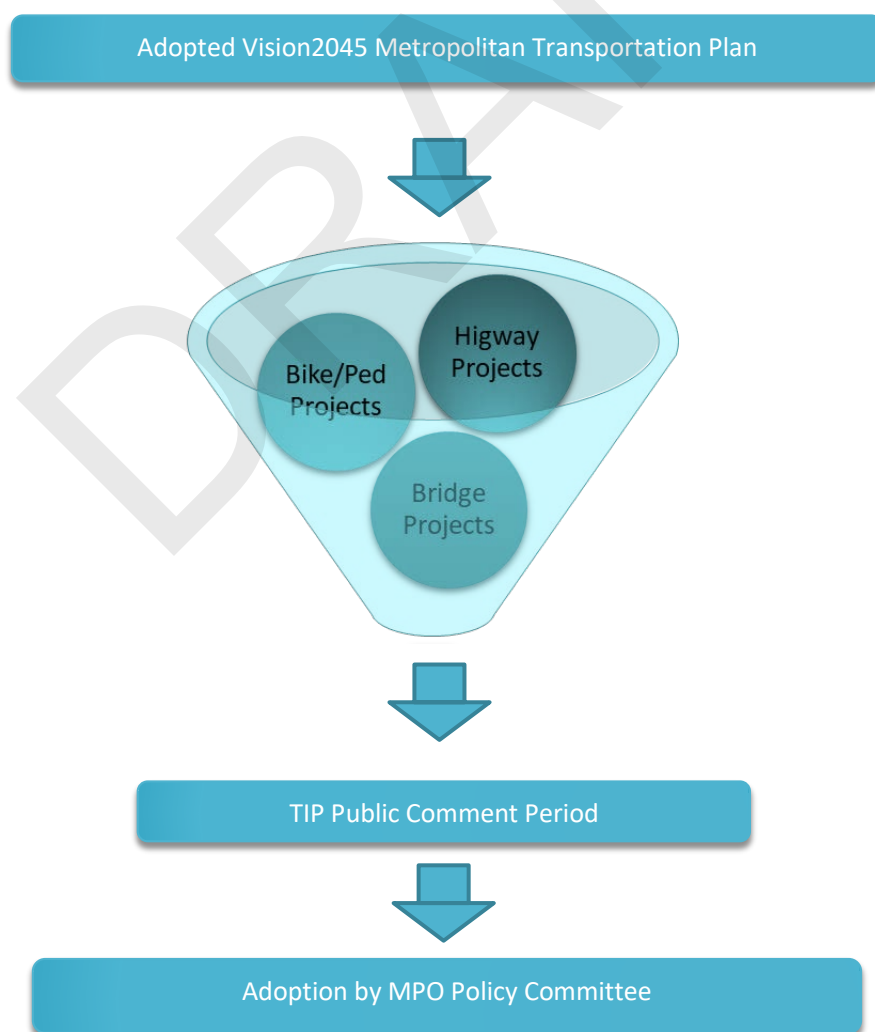 Adopted Vision2045 Metropolitan Transportation Plan
Higway
Projects
Bike/Ped
Projects
Bridge
Projects
TIP Public Comment Period
Adoption by MPO Policy Committee
DRA